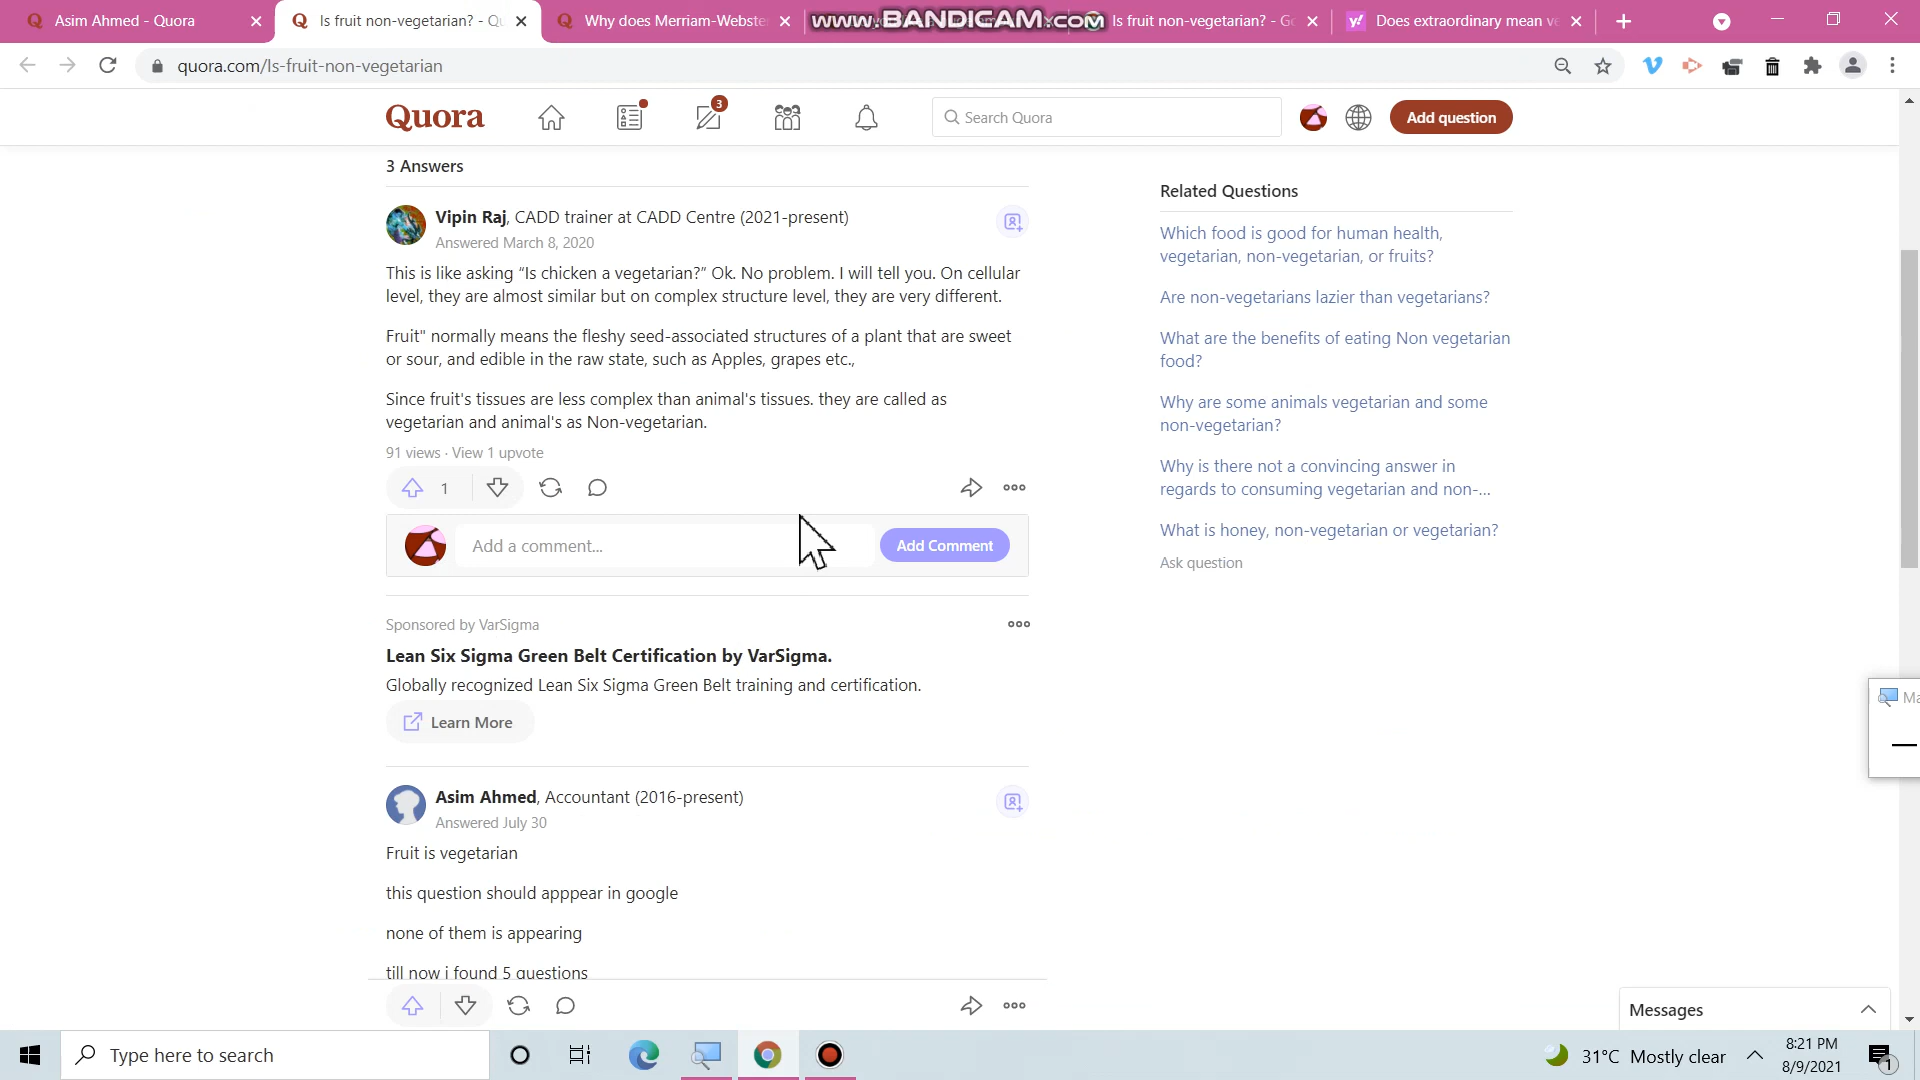 Asim Ahmed - Quora
Is fruit non-vegetarian? - Qu
Why does Merriam-Webste
www.BANDICAM.com
Is fruit non-vegetarian? - Go
Does extraordinary mean ve
quora.com/Is-fruit-non-vegetarian
Quora
3
Search Quora
Add question
3 Answers
Vipin Raj, CADD trainer at CADD Centre (2021-present)
Answered March 8, 2020
This is like asking “Is chicken a vegetarian?” Ok. No problem. I will tell you. On cellular
level, they are almost similar but on complex structure level, they are very different.
Fruit" normally means the fleshy seed-associated structures of a plant that are sweet
or sour, and edible in the raw state, such as Apples, grapes etc.,
Since fruit's tissues are less complex than animal's tissues. they are called as
vegetarian and animal's as Non-vegetarian.
91 views · View 1 upvote
1
Add a comment...
Add Comment
Sponsored by VarSigma
Lean Six Sigma Green Belt Certification by VarSigma.
Globally recognized Lean Six Sigma Green Belt training and certification.
Learn More
Asim Ahmed, Accountant (2016-present)
Answered July 30
Fruit is vegetarian
this question should apppear in google
none of them is appearing
till now i found 5 questions
Related Questions
Which food is good for human health,
vegetarian, non-vegetarian, or fruits?
Are non-vegetarians lazier than vegetarians?
What are the benefits of eating Non vegetarian
food?
Why are some animals vegetarian and some
non-vegetarian?
Why is there not a convincing answer in
regards to consuming vegetarian and non-...
What is honey, non-vegetarian or vegetarian?
Ask question
Ma
Messages
Type here to search
31°C Mostly clear
8:21 PM
8/9/2021
1